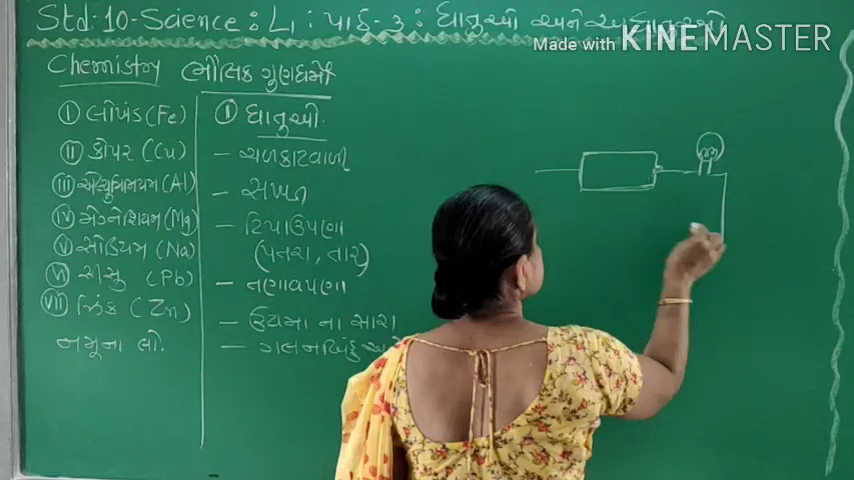 Std:-10-Science : L1 : પાઠ-3 : ધાતુઓ અને અધાતુઓ
Made with KINEMASTER
Chemistry ભૌતિક ગુણધર્મો
I લોખંડ (Fe)
II કોપર (Cu)
III એલ્યુમિનિયમ (Al)
IV મેગ્નેશિયમ (Mg)
V સોડિયમ (Na)
VI સીસુ (Pb)
VII ઝિંક (Zn)
નમૂના લો.
① ધાતુઓ.
- ચળકાટવાળી
- સખત
- ટિપાઉપણા
(પતરા, તાર)
- તણાવપણા
- ઉષ્મા ના સારા
- ગલનબિંદુ